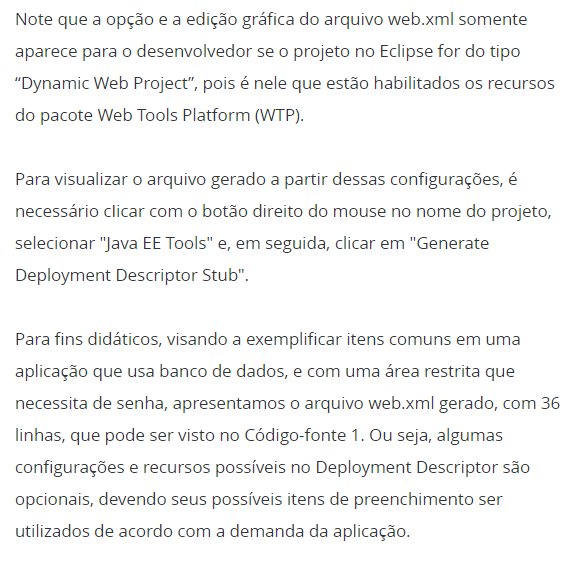 Note que a opção e a edição gráfica do arquivo web.xml somente
aparece para o desenvolvedor se o projeto no Eclipse for do tipo
“Dynamic Web Project”, pois é nele que estão habilitados os recursos
do pacote Web Tools Platform (WTP).
Para visualizar o arquivo gerado a partir dessas configurações, é
necessário clicar com o botão direito do mouse no nome do projeto,
selecionar "Java EE Tools" e, em seguida, clicar em "Generate
Deployment Descriptor Stub".
Para fins didáticos, visando a exemplificar itens comuns em uma
aplicação que usa banco de dados, e com uma área restrita que
necessita de senha, apresentamos o arquivo web.xml gerado, com 36
linhas, que pode ser visto no Código-fonte 1. Ou seja, algumas
configurações e recursos possíveis no Deployment Descriptor são
opcionais, devendo seus possíveis itens de preenchimento ser
utilizados de acordo com a demanda da aplicação.